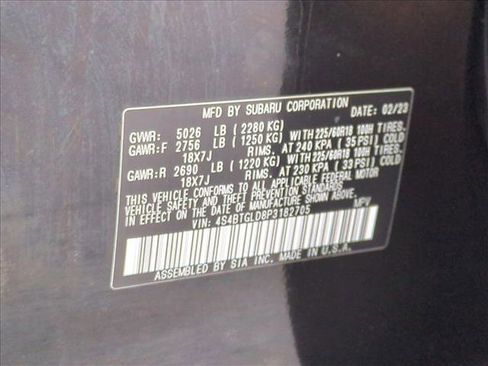 MFD BY SUBARU CORPORATION DATE: 02/23
GVWR: 5026 LB ( 2280 KG)
GAWR:F 2756 LB ( 1250 KG) WITH 225/60R18 100H TIRES,
18X7J RIMS, AT 240 KPA ( 35 PSI) COLD
GAWR:R 2690 LB ( 1220 KG) WITH 225/60R18 100H TIRES,
18X7J RIMS, AT 230 KPA ( 33 PSI) COLD
THIS VEHICLE CONFORMS TO ALL APPLICABLE FEDERAL
MOTOR VEHICLE SAFETY, BUMPER, AND THEFT PREVENTION STANDARDS
IN EFFECT ON THE DATE OF MANUFACTURE SHOWN ABOVE.
VIN: 4S4BTGLD8P3182705 MPV
ASSEMBLED BY SIA INC. MADE IN U.S.A.